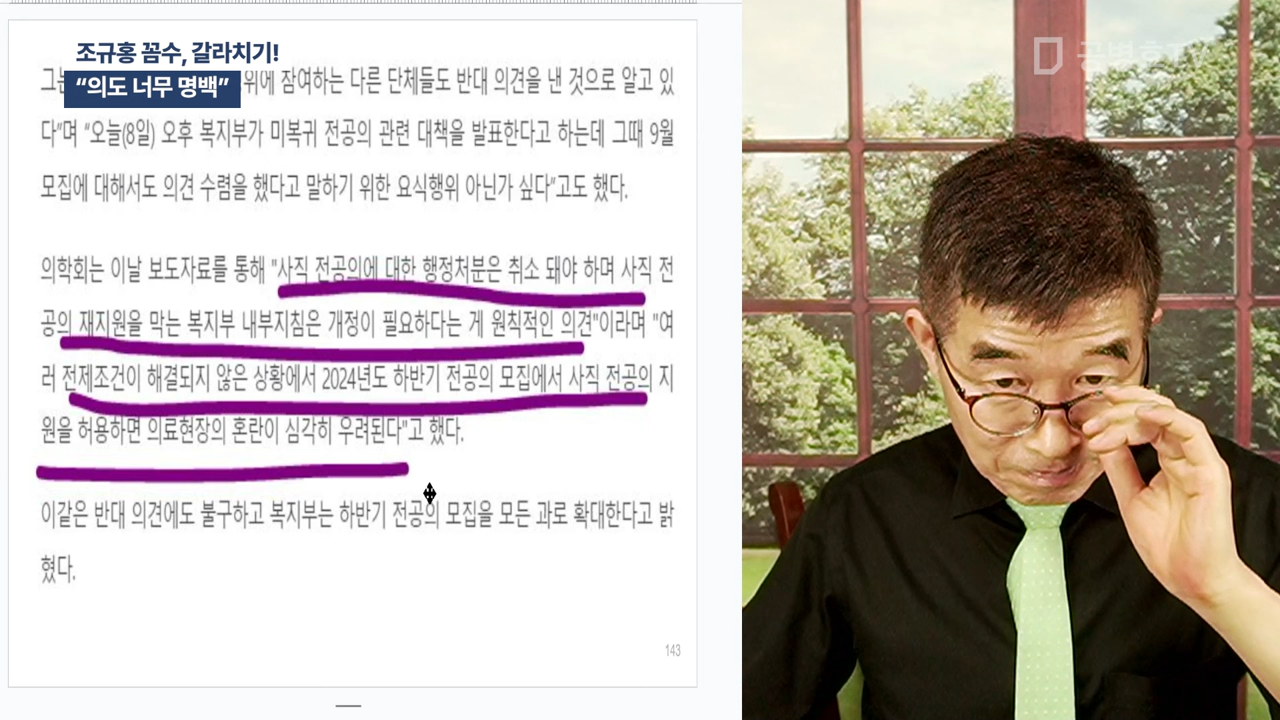 조규홍 꼼수, 갈라치기!
“의도 너무 명백”
위에 잠여하는 다른 단체들도 반대 의견을 낸 것으로 알고 있
다"며 "오늘(8일) 오후 복지부가 미복귀 전공의 관련 대책을 발표한다고 하는데 그때 9월
모집에 대해서도 의견 수렴을 했다고 말하기 위한 요식행위 아닌가 싶다"고도 했다.
의학회는 이날 보도자료를 통해 "사직 전공의에 대한 행정처분은 취소 돼야 하며 사직 전
공의 재지원을 막는 복지부 내부지침은 개정이 필요하다는 게 원칙적인 의견"이라며 "여
러 전제조건이 해결되지 않은 상황에서 2024년도 하반기 전공의 모집에서 사직 전공의 지
원을 허용하면 의료현장의 혼란이 심각히 우려된다"고 했다.
이같은 반대 의견에도 불구하고 복지부는 하반기 전공의 모집을 모든 과로 확대한다고 밝
혔다.
143
공병호TV